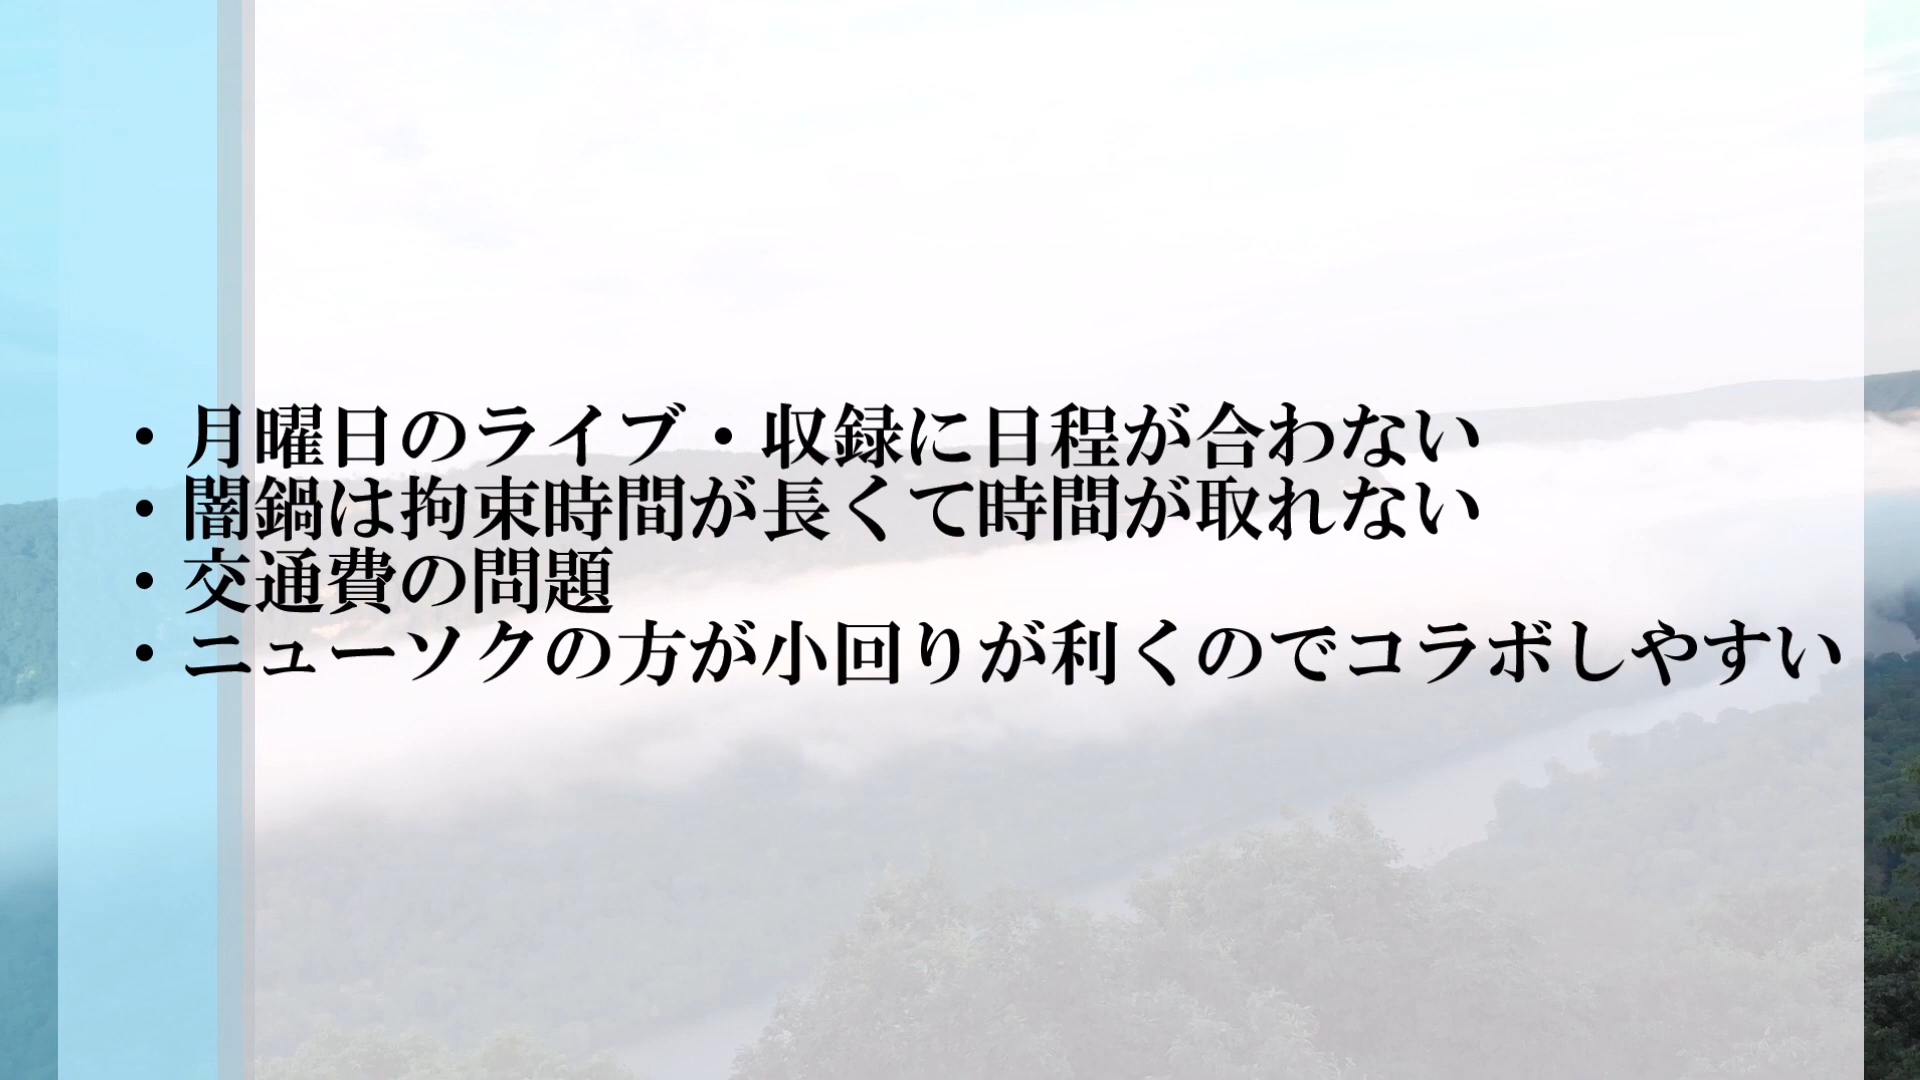 ・月曜日のライブ・収録に日程が合わない
・闇鍋は拘束時間が長くて時間が取れない
・交通費の問題
・ニューソクの方が小回りが利くのでコラボしやすい